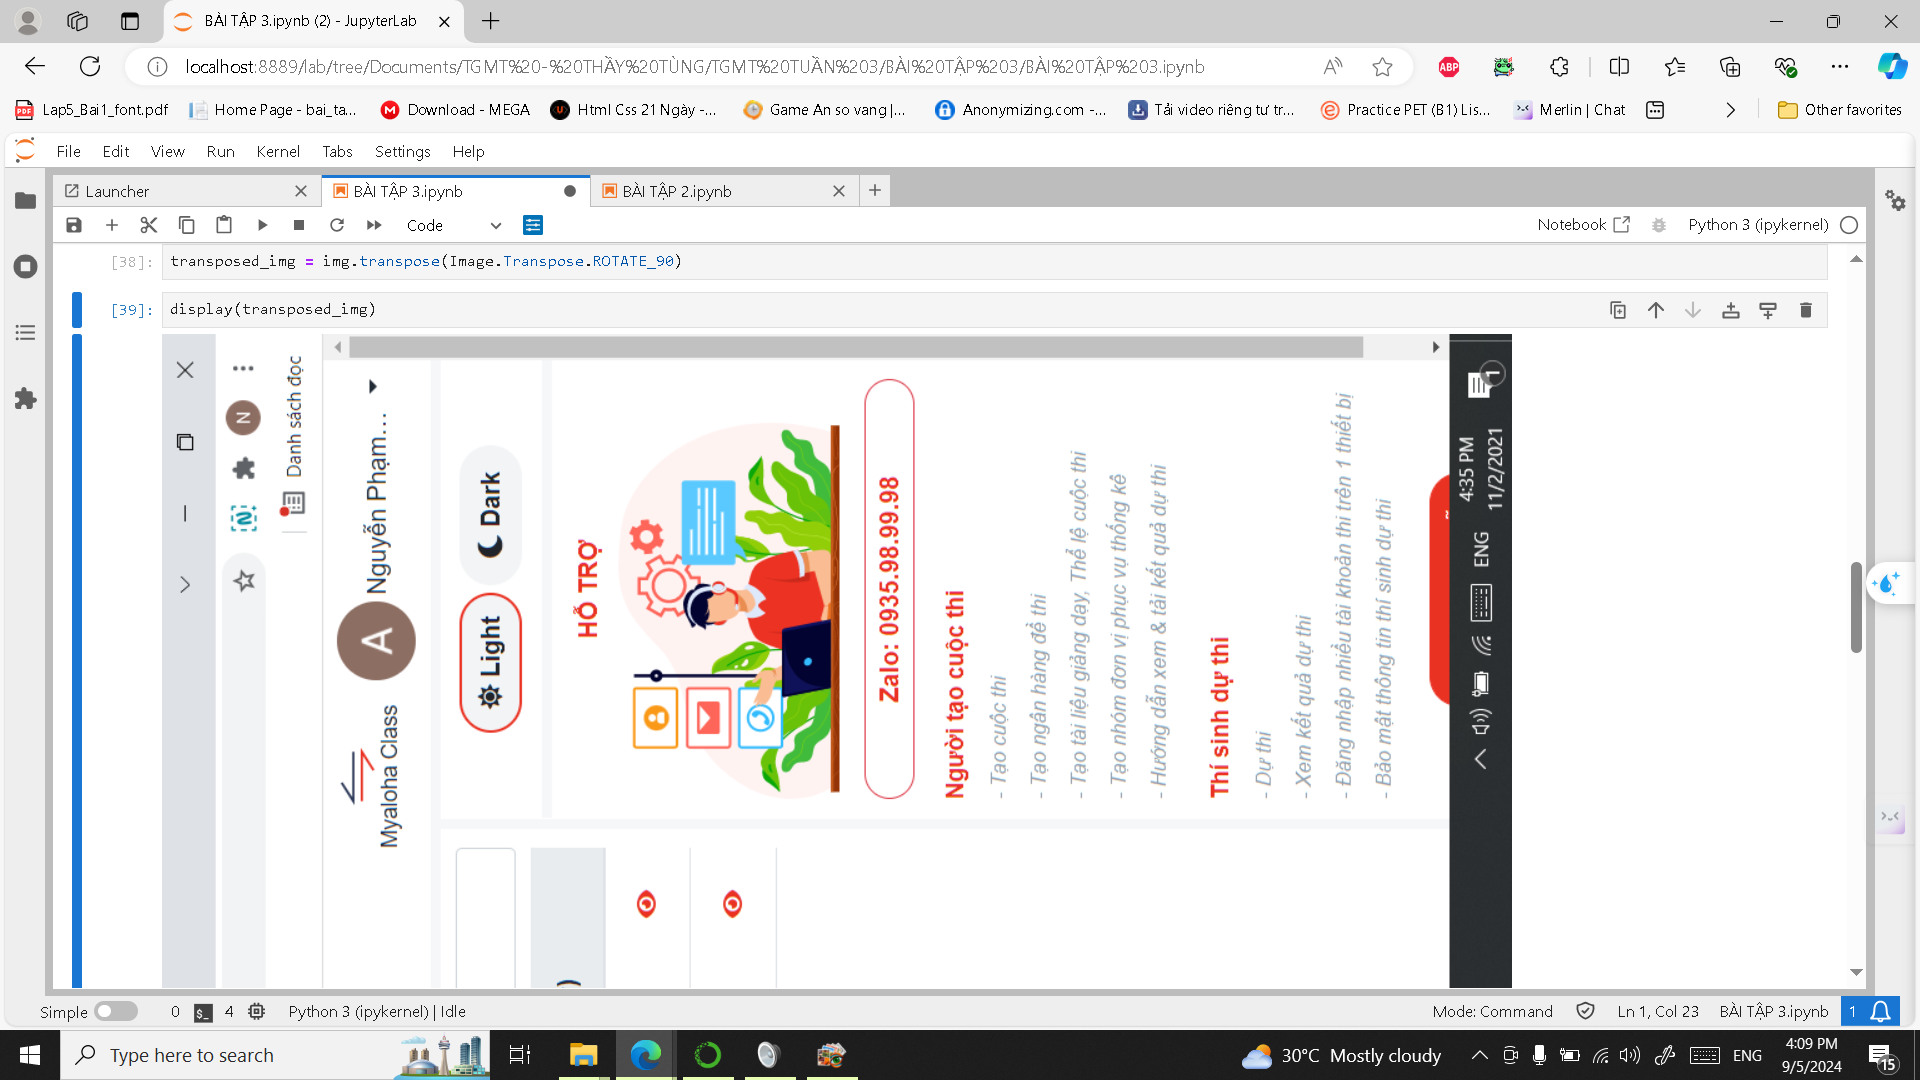 BÀI TẬP 3.ipynb (2) - JupyterLab
localhost:8889/lab/tree/Documents/TGMT%20-%20THẦY%20TÙNG/TGMT%20TUẦN%203/BÀI%20TẬP%203/BÀI%20TẬP%203.ipynb
ABP
Lap5_Bai1_font.pdf
Home Page - bai_ta...
Download - MEGA
Html Css 21 Ngày -...
Game An so vang |...
Anonymizing.com -...
Tải video riêng tư tr...
Practice PET (B1) Lis...
Merlin | Chat
Other favorites
File Edit View Run Kernel Tabs Settings Help
Launcher
BÀI TẬP 3.ipynb
BÀI TẬP 2.ipynb
Code
Notebook
Python 3 (ipykernel)
[38]: transposed_img = img.transpose(Image.Transpose.ROTATE_90)
[39]: display(transposed_img)
N
Danh sách đọc
Myaloha Class
A
Nguyễn Phạm...
Light
Dark
HỖ TRỢ
Zalo: 0935.98.99.98
Người tạo cuộc thi
- Tạo cuộc thi
- Tạo ngân hàng đề thi
- Tạo tài liệu giảng dạy, Thể lệ cuộc thi
- Tạo nhóm đơn vị phục vụ thống kê
- Hướng dẫn xem & tải kết quả dự thi
Thí sinh dự thi
- Dự thi
- Xem kết quả dự thi
- Đăng nhập nhiều tài khoản thi trên 1 thiết bị
- Bảo mật thông tin thí sinh dự thi
ENG
4:35 PM
11/2/2021
1
Simple 0 4 Python 3 (ipykernel) | Idle
Mode: Command
Ln 1, Col 23
BÀI TẬP 3.ipynb
1
Type here to search
30°C Mostly cloudy
ENG
4:09 PM
9/5/2024
15